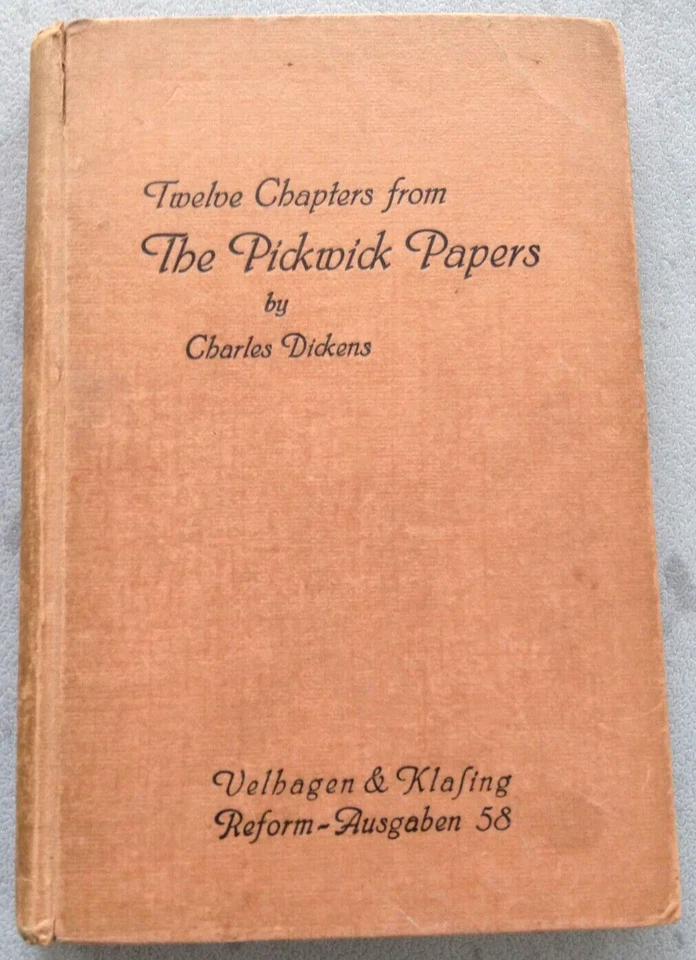 Twelve Chapters from
The Pickwick Papers
by
Charles Dickens
Velhagen & Klaſing
Reform-Ausgaben 58